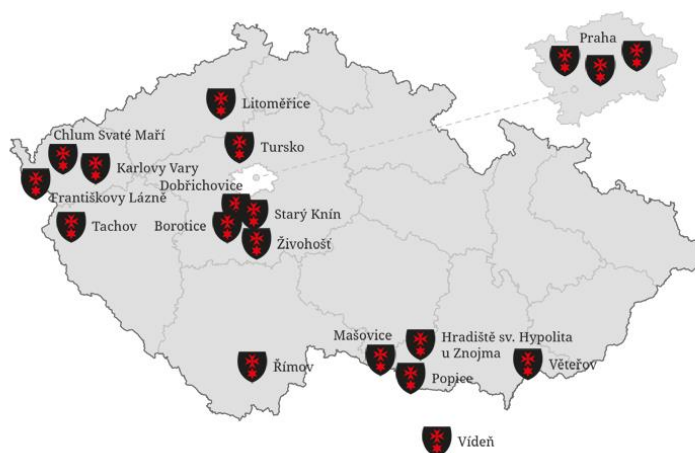 Praha
Litoměřice
Chlum Svaté Maří
Tursko
Karlovy Vary
Dobřichovice
Františkovy Lázně
Starý Knín
Tachov
Borotice
Živohošť
Mašovice
Hradiště sv. Hypolita
u Znojma
Římov
Popice
Věteřov
Vídeň